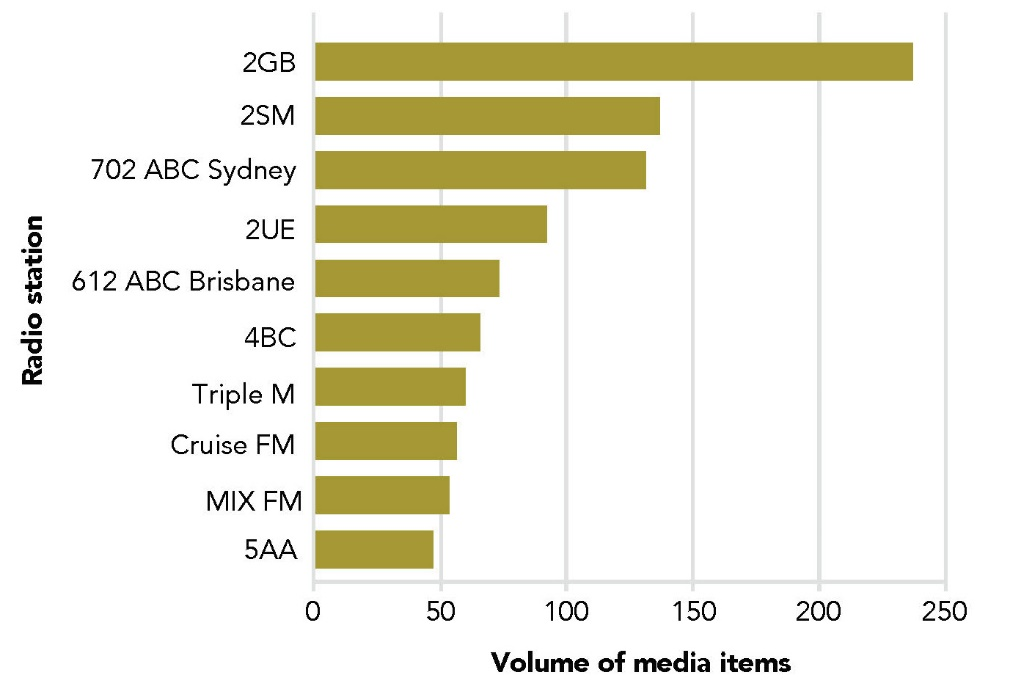 2GB
2SM
702 ABC Sydney
2UE
612 ABC Brisbane
4BC
Triple M
Cruise FM
MIX FM
5AA
Radio station
0 50 100 150 200 250
Volume of media items